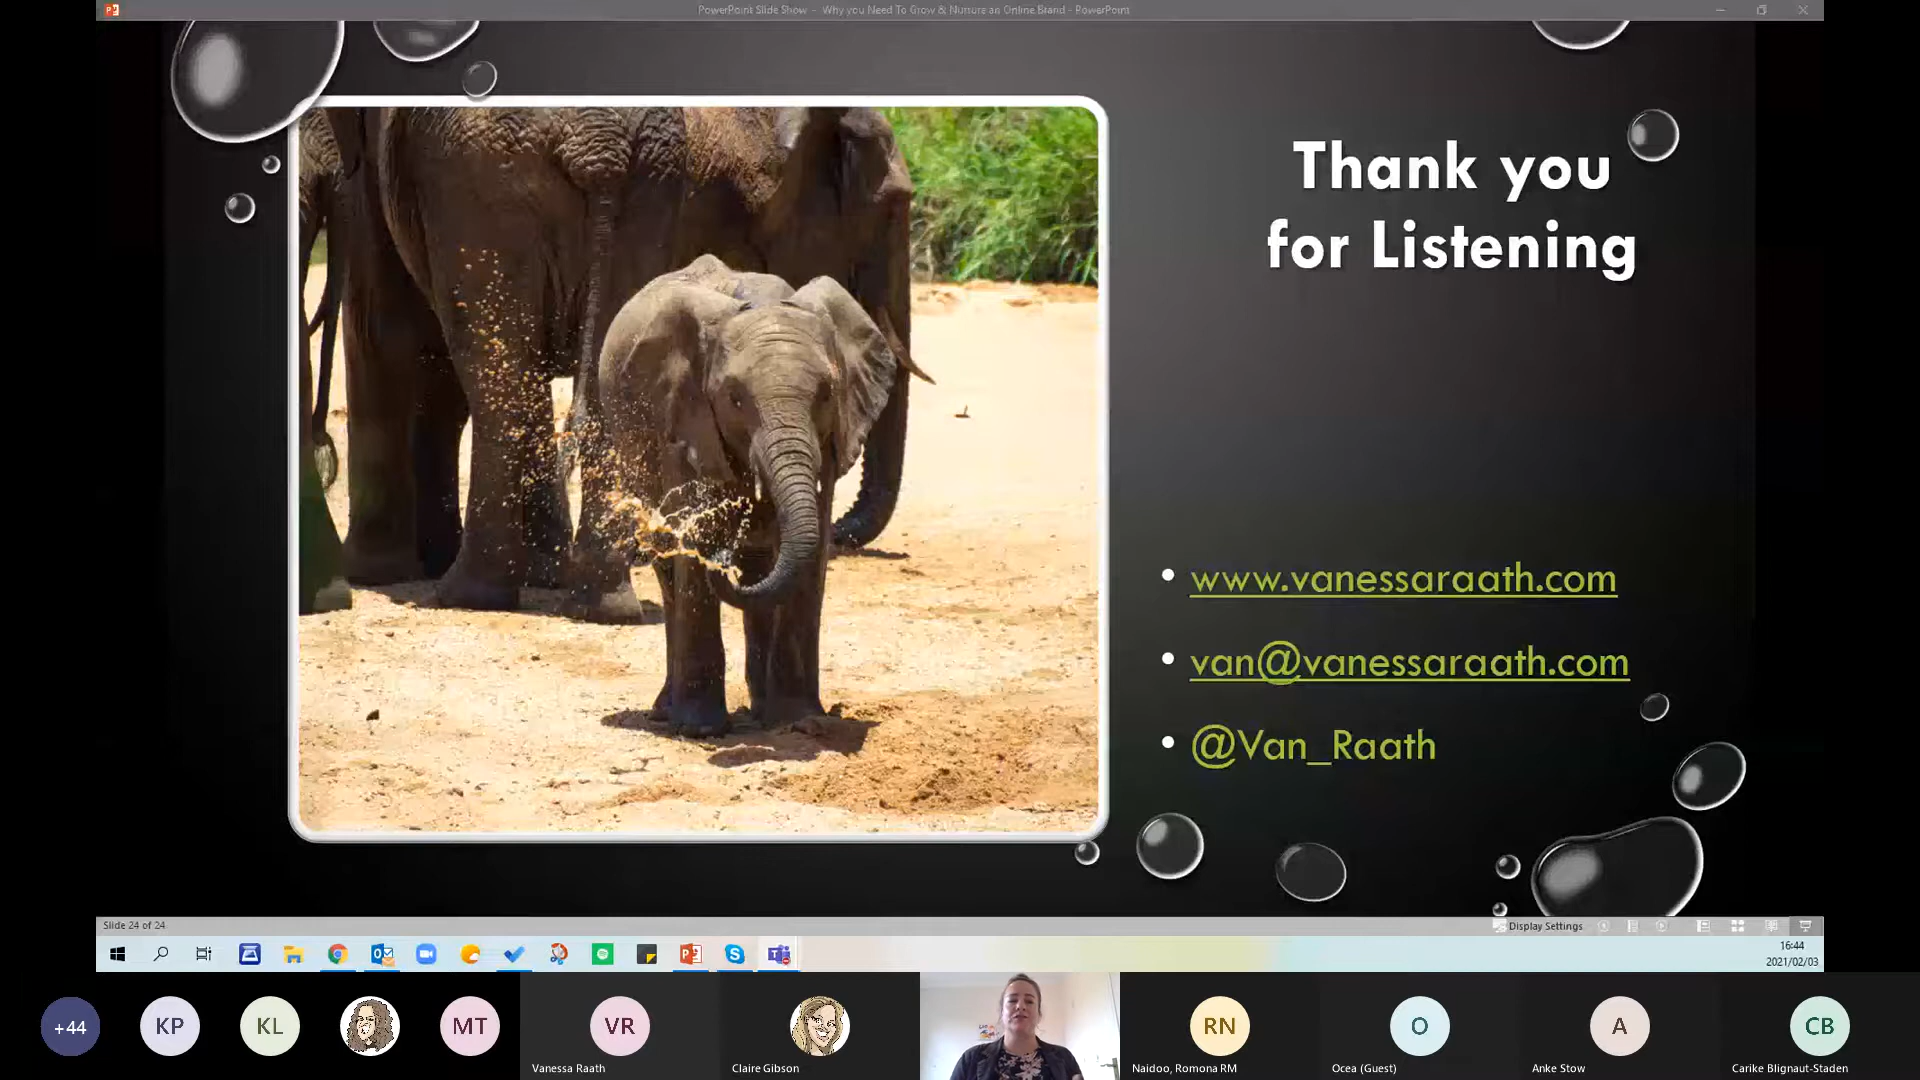 PowerPoint Slide Show - Why you Need To Grow & Nurture an Online Brand - PowerPoint
Thank you
for Listening
• www.vanessaraath.com
• van@vanessaraath.com
• @Van_Raath
Slide 24 of 24
Display Settings
16:44
2021/02/03
+44
KP
KL
MT
VR
RN
O
A
CB
Vanessa Raath
Claire Gibson
Naidoo, Romona RM
Ocea (Guest)
Anke Stow
Carike Blignaut-Staden